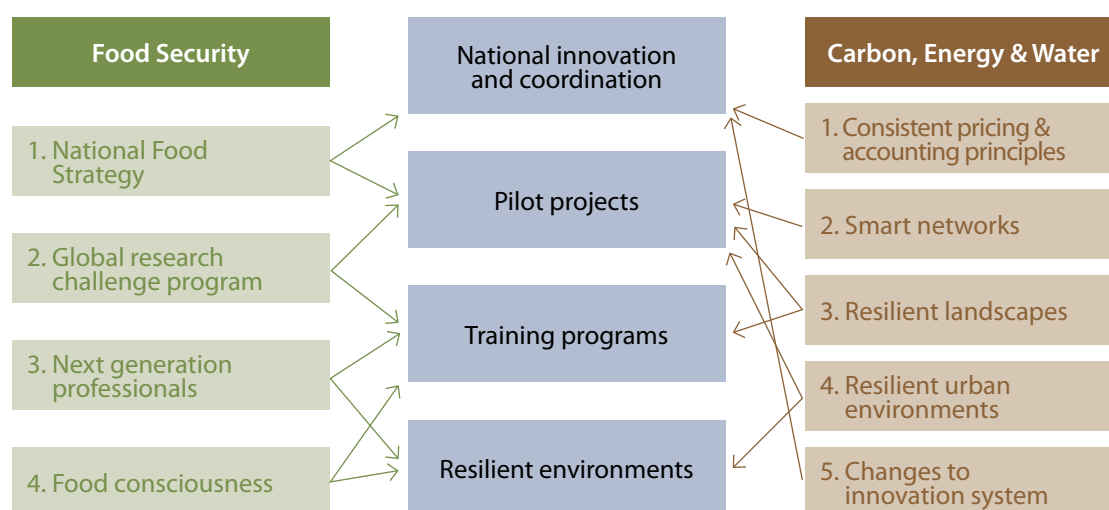 Food Security
1. National Food
Strategy
2. Global research
challenge program
3. Next generation
professionals
4. Food consciousness
National innovation
and coordination
Pilot projects
Training programs
Resilient environments
Carbon, Energy & Water
1. Consistent pricing &
accounting principles
2. Smart networks
3. Resilient landscapes
4. Resilient urban
environments
5. Changes to
innovation system